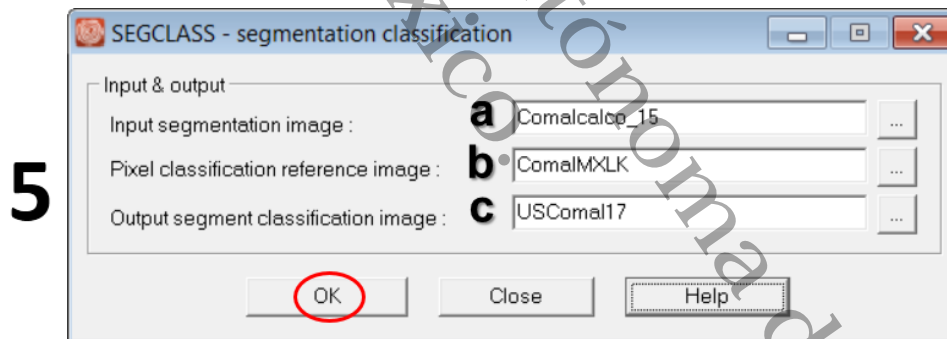 SEGCLASS - segmentation classification
Input & output
Input segmentation image : a Comalcalco_15 ...
Pixel classification reference image : b ComalMXLK ...
Output segment classification image : c USComal17 ...
5
OK Close Help